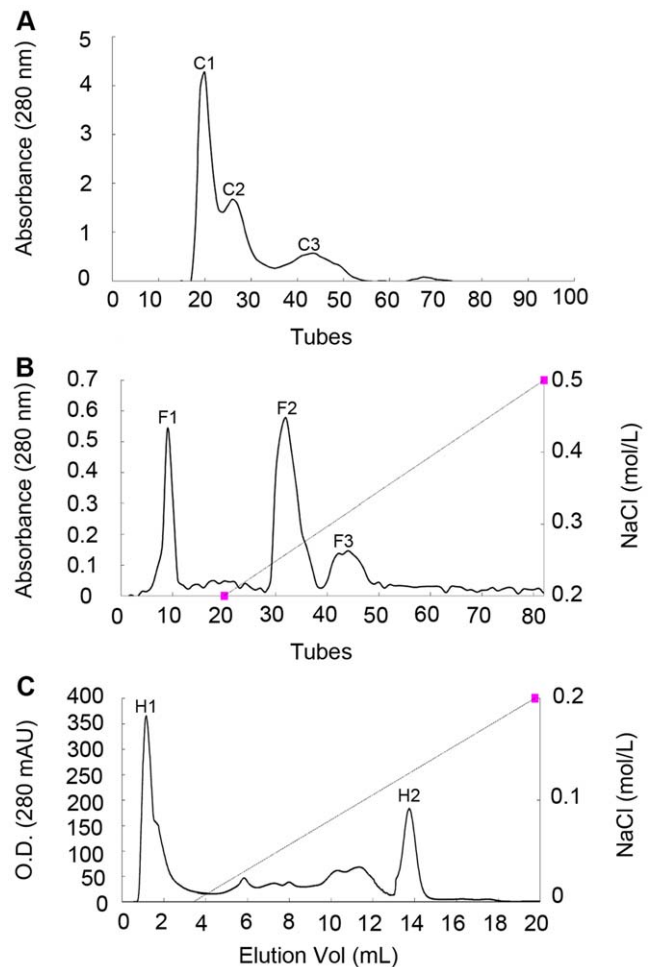 A
Absorbance (280 nm)
5
4
3
2
1
0
C1
C2
C3
0 10 20 30 40 50 60 70 80 90 100
Tubes
B
Absorbance (280 nm)
0.7
0.6
0.5
0.4
0.3
0.2
0.1
0
F1
F2
F3
0.5
0.4
0.3
0.2
NaCl (mol/L)
0 10 20 30 40 50 60 70 80
Tubes
C
O.D. (280 mAU)
400
350
300
250
200
150
100
50
0
H1
H2
0.2
0.1
0
NaCl (mol/L)
0 2 4 6 8 10 12 14 16 18 20
Elution Vol (mL)